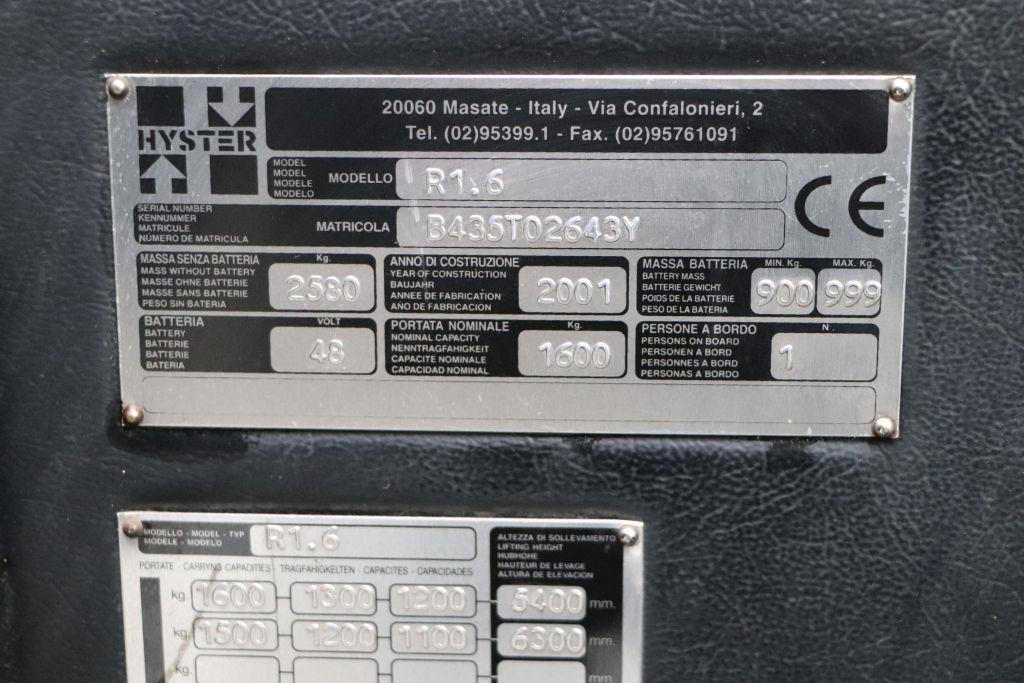 HYSTER
20060 Masate - Italy - Via Confalonieri, 2
Tel. (02)95399.1 - Fax. (02)95761091
MODEL
MODEL
MODELE
MODELO
MODELLO R1.6
SERIAL NUMBER
KENNUMMER
MATRICULE
NÚMERO DE MATRICULA
MATRICOLA B435T02643Y
CE
MASSA SENZA BATTERIA Kg.
MASS WITHOUT BATTERY
MASSE OHNE BATTERIE
MASSE SANS BATTERIE
PESO SIN BATERIA
2580
ANNO DI COSTRUZIONE
YEAR OF CONSTRUCTION
BAUJAHR
ANNEE DE FABRICATION
ANO DE FABRICACION
2001
MASSA BATTERIA MIN. Kg. MAX. Kg.
BATTERY MASS
BATTERIE GEWICHT
POIDS DE LA BATTERIE
PESO DE LA BATERIA
900 999
BATTERIA VOLT
BATTERY
BATTERIE
BATTERIE
BATERIA
48
PORTATA NOMINALE Kg.
NOMINAL CAPACITY
NENNTRAGFAHIGKEIT
CAPACITE NOMINALE
CAPACIDAD NOMINAL
1600
PERSONE A BORDO N.
PERSONS ON BOARD
PERSONEN A BORD
PERSONNES A BORD
PERSONAS A BORDO
1
MODELLO - MODEL - TYP
MODELE - MODELO
R1.6
ALTEZZA DI SOLLEVAMENTO
LIFTING HEIGHT
HUBHOHE
HAUTEUR DE LEVAGE
ALTURA DE ELEVACION
PORTATE - CARRYNG CAPACITIES - TRAGFAHIGKELTEN - CAPACITES - CAPACIDADES
kg. 1600 1300 1200 5400 mm.
kg. 1500 1200 1100 6300 mm.
kg. mm.